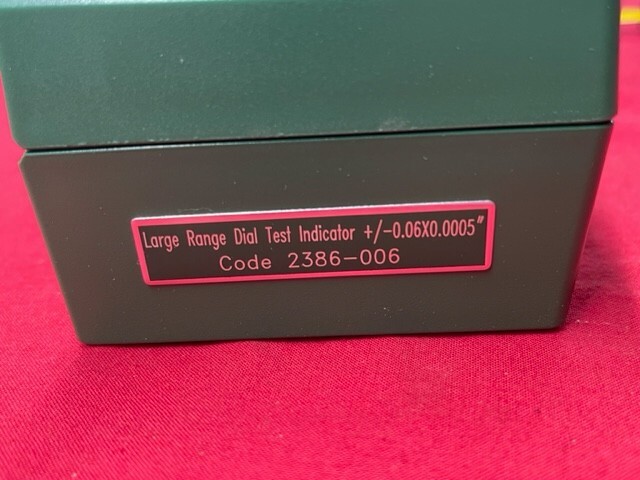 Large Range Dial Test Indicator +/-0.06X0.0005"
Code 2386-006